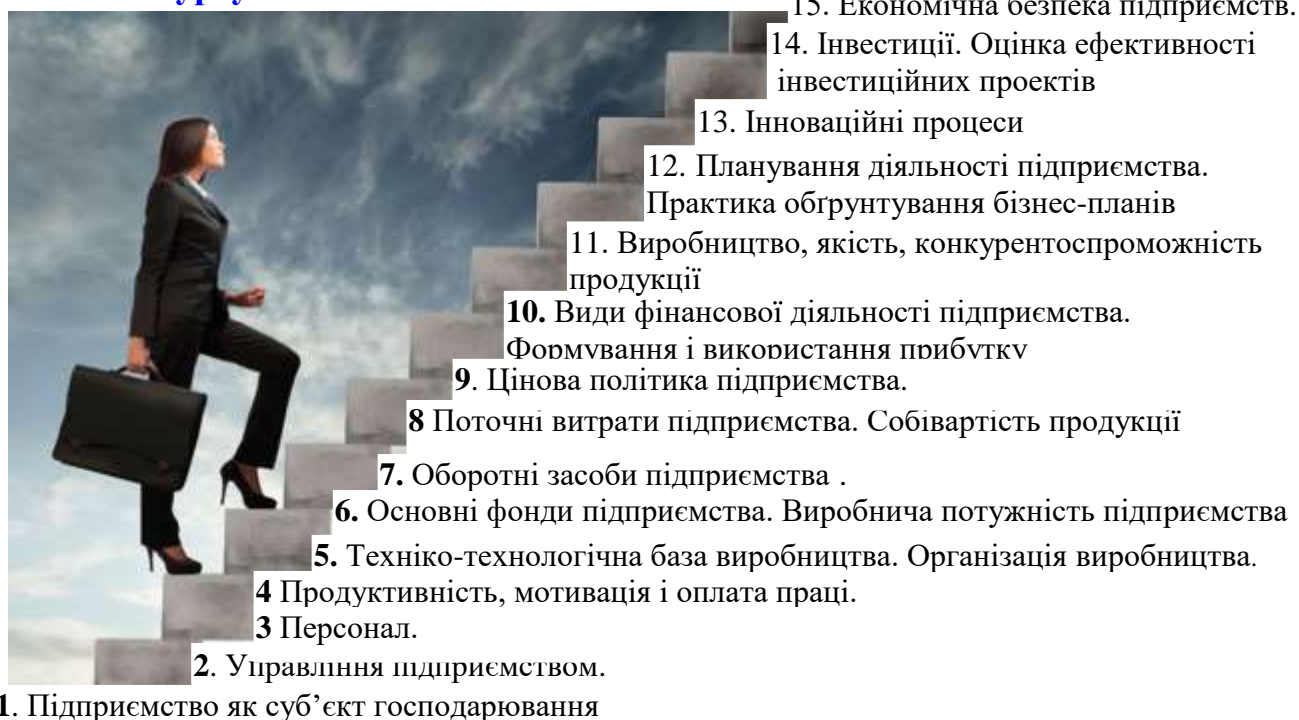 15. Економічна безпека підприємств.
14. Інвестиції. Оцінка ефективності
інвестиційних проектів
13. Інноваційні процеси
12. Планування діяльності підприємства.
Практика обґрунтування бізнес-планів
11. Виробництво, якість, конкурентоспроможність
продукції
10. Види фінансової діяльності підприємства.
Формування і використання прибутку
9. Цінова політика підприємства.
8 Поточні витрати підприємства. Собівартість продукції
7. Оборотні засоби підприємства .
6. Основні фонди підприємства. Виробнича потужність підприємства
5. Техніко-технологічна база виробництва. Організація виробництва.
4 Продуктивність, мотивація і оплата праці.
3 Персонал.
2. Управління підприємством.
1. Підприємство як суб’єкт господарювання